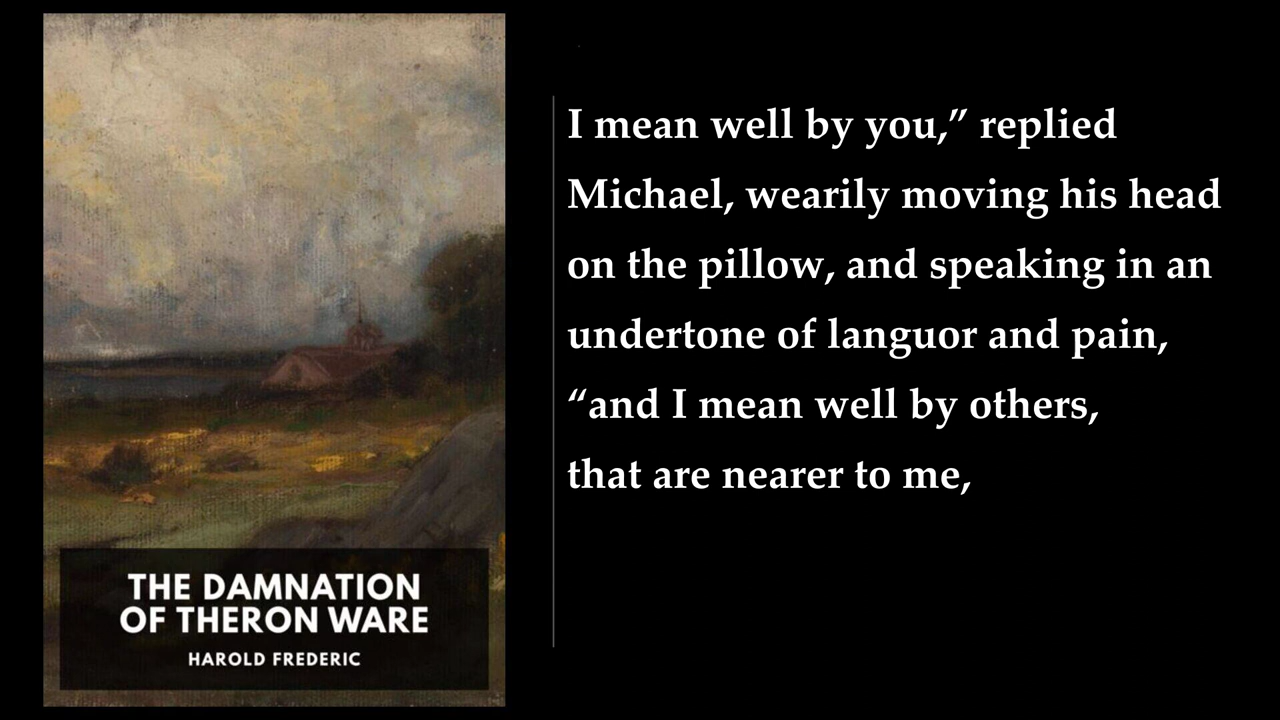 I mean well by you,” replied
Michael, wearily moving his head
on the pillow, and speaking in an
undertone of languor and pain,
“and I mean well by others,
that are nearer to me,
THE DAMNATION
OF THERON WARE
HAROLD FREDERIC